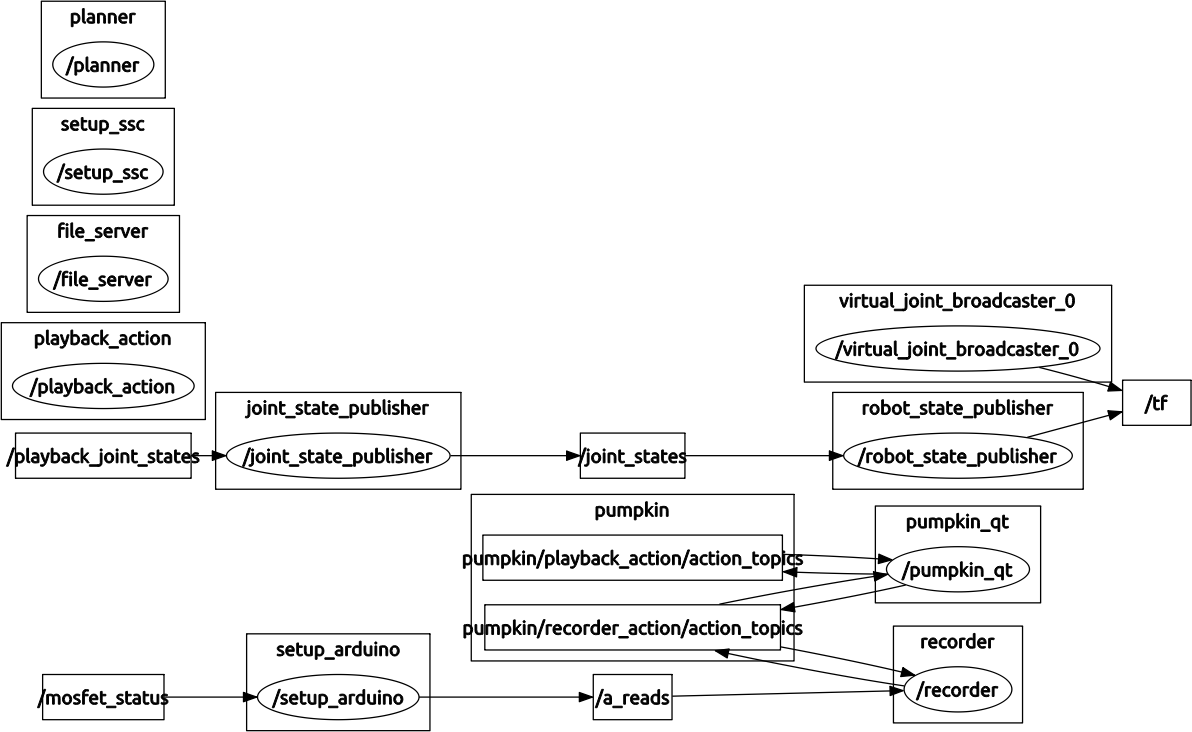 planner
/planner
setup_ssc
/setup_ssc
file_server
/file_server
playback_action
/playback_action
virtual_joint_broadcaster_0
/virtual_joint_broadcaster_0
/tf
joint_state_publisher
robot_state_publisher
/playback_joint_states
/joint_state_publisher
/joint_states
/robot_state_publisher
pumpkin
pumpkin/playback_action/action_topics
pumpkin/recorder_action/action_topics
pumpkin_qt
/pumpkin_qt
setup_arduino
recorder
/mosfet_status
/setup_arduino
/a_reads
/recorder